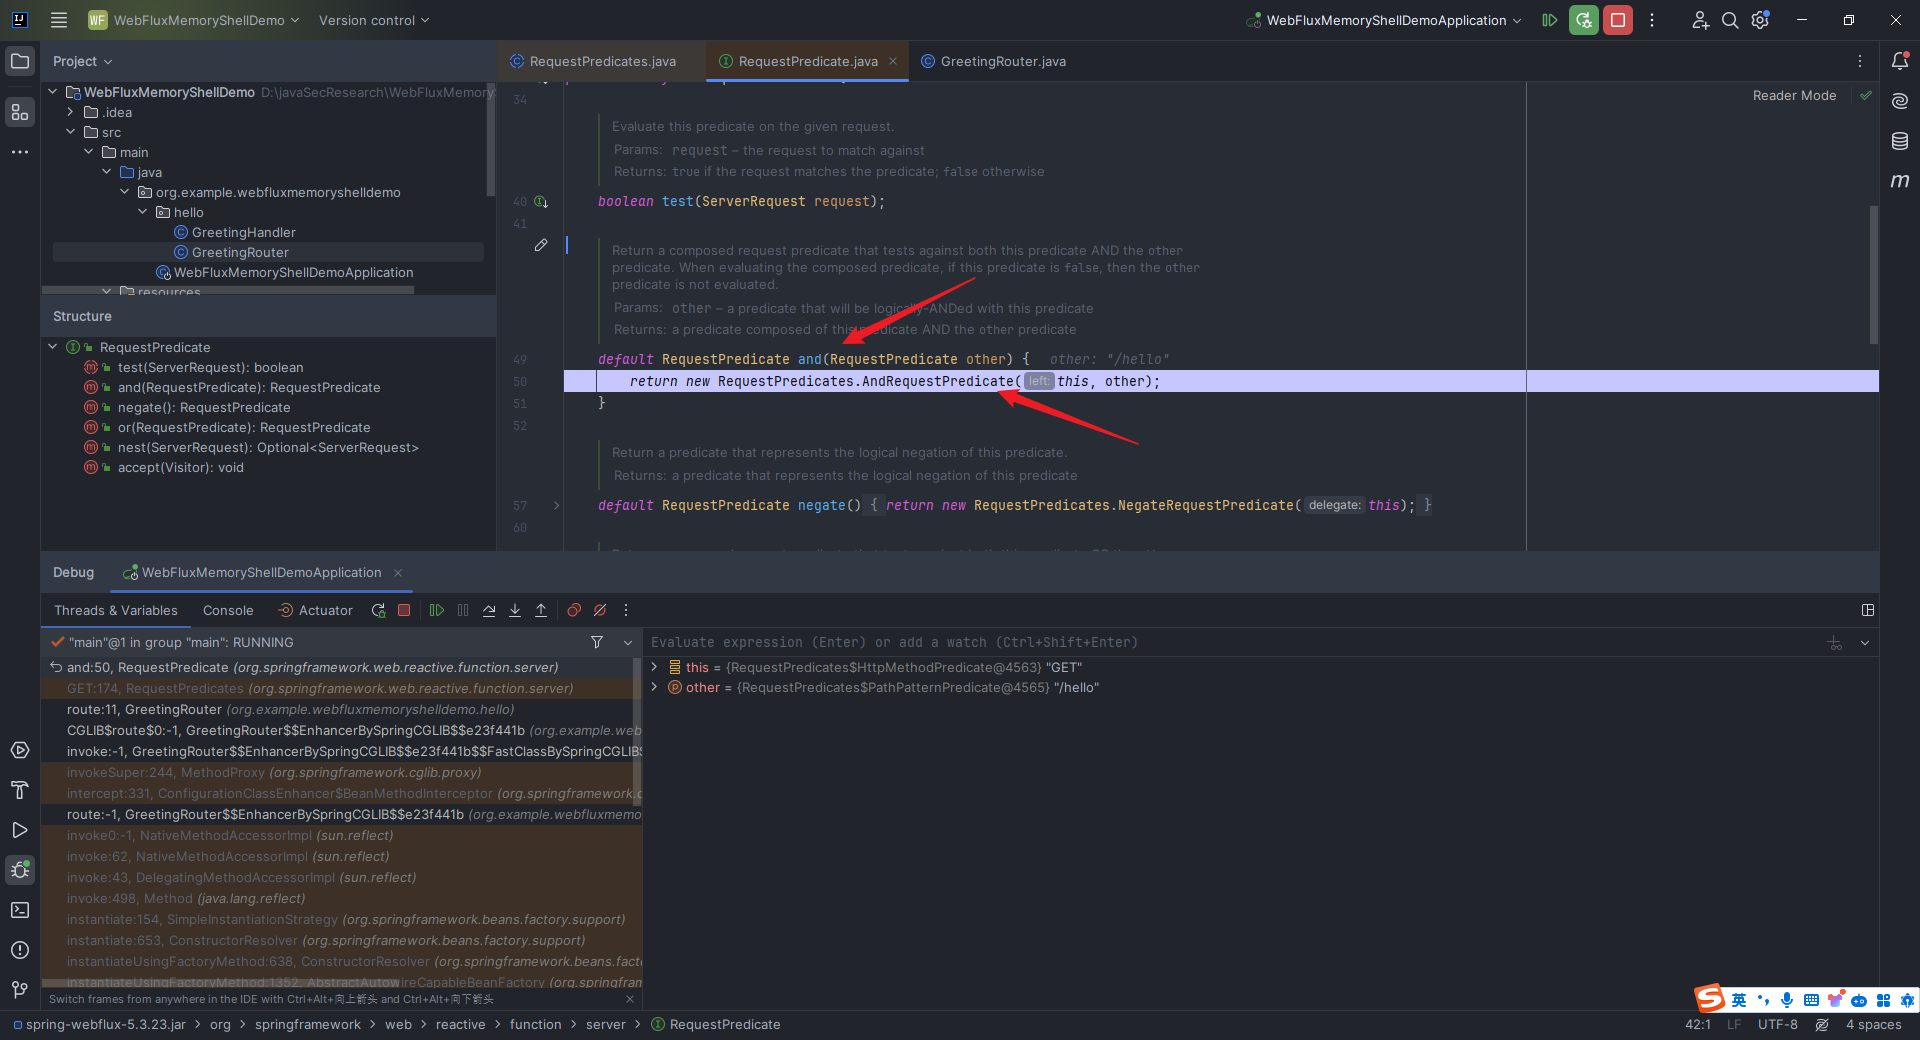 WF WebFluxMemoryShellDemo Version control WebFluxMemoryShellDemoApplication
Project RequestPredicates.java RequestPredicate.java GreetingRouter.java
WebFluxMemoryShellDemo D:\javaSecResearch\WebFluxMemory
.idea
src
main
java
org.example.webfluxmemoryshelldemo
hello
GreetingHandler
GreetingRouter
WebFluxMemoryShellDemoApplication
resources
Structure
RequestPredicate
test(ServerRequest): boolean
and(RequestPredicate): RequestPredicate
negate(): RequestPredicate
or(RequestPredicate): RequestPredicate
nest(ServerRequest): Optional<ServerRequest>
accept(Visitor): void
34
Reader Mode
Evaluate this predicate on the given request.
Params: request – the request to match against
Returns: true if the request matches the predicate; false otherwise
40 boolean test(ServerRequest request);
41
Return a composed request predicate that tests against both this predicate AND the other
predicate. When evaluating the composed predicate, if this predicate is false, then the other
predicate is not evaluated.
Params: other – a predicate that will be logically-ANDed with this predicate
Returns: a predicate composed of this predicate AND the other predicate
49 default RequestPredicate and(RequestPredicate other) { other: "/hello"
50 return new RequestPredicates.AndRequestPredicate( left: this, other);
51 }
52
Return a predicate that represents the logical negation of this predicate.
Returns: a predicate that represents the logical negation of this predicate
57 default RequestPredicate negate() { return new RequestPredicates.NegateRequestPredicate( delegate: this); }
60
Debug WebFluxMemoryShellDemoApplication
Threads & Variables Console Actuator
"main"@1 in group "main": RUNNING
and:50, RequestPredicate (org.springframework.web.reactive.function.server)
GET:174, RequestPredicates (org.springframework.web.reactive.function.server)
route:11, GreetingRouter (org.example.webfluxmemoryshelldemo.hello)
CGLIB$route$0:-1, GreetingRouter$$EnhancerBySpringCGLIB$$e23f441b (org.example.web
invoke:-1, GreetingRouter$$EnhancerBySpringCGLIB$$e23f441b$$FastClassBySpringCGLIB$
invokeSuper:244, MethodProxy (org.springframework.cglib.proxy)
intercept:331, ConfigurationClassEnhancer$BeanMethodInterceptor (org.springframework.c
route:-1, GreetingRouter$$EnhancerBySpringCGLIB$$e23f441b (org.example.webfluxmemo
invoke0:-1, NativeMethodAccessorImpl (sun.reflect)
invoke:62, NativeMethodAccessorImpl (sun.reflect)
invoke:43, DelegatingMethodAccessorImpl (sun.reflect)
invoke:498, Method (java.lang.reflect)
instantiate:154, SimpleInstantiationStrategy (org.springframework.beans.factory.support)
instantiate:653, ConstructorResolver (org.springframework.beans.factory.support)
instantiateUsingFactoryMethod:638, ConstructorResolver (org.springframework.beans.fact
instantiateUsingFactoryMethod:1352, AbstractAutowireCapableBeanFactory (org.springfram
Switch frames from anywhere in the IDE with Ctrl+Alt+向上箭头 and Ctrl+Alt+向下箭头
Evaluate expression (Enter) or add a watch (Ctrl+Shift+Enter)
this = {RequestPredicates$HttpMethodPredicate@4563} "GET"
other = {RequestPredicates$PathPatternPredicate@4565} "/hello"
英
spring-webflux-5.3.23.jar org springframework web reactive function server RequestPredicate 42:1 LF UTF-8 4 spaces